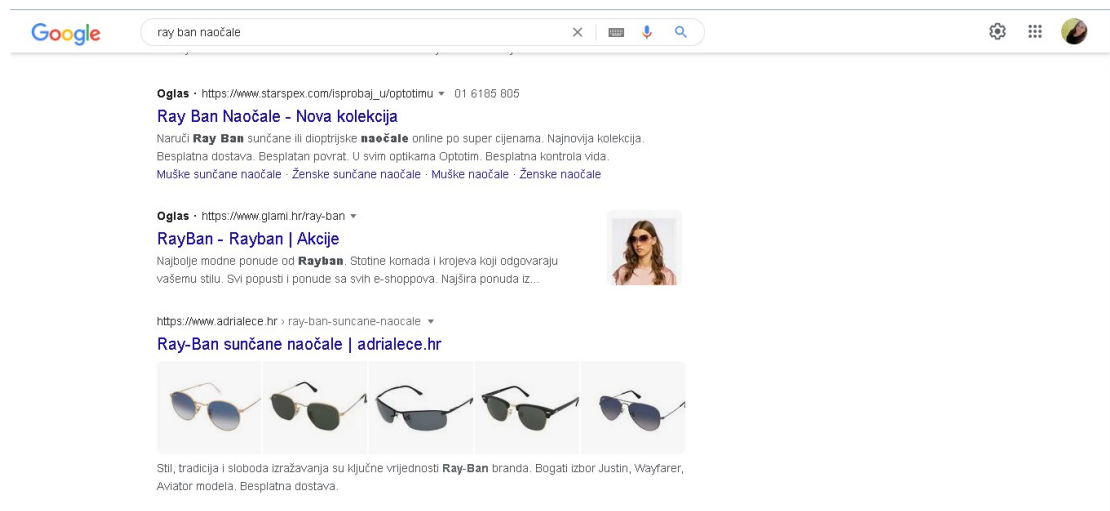 Google
ray ban naočale
Oglas · https://www.starspex.com/isprobaj_u/optotimu 01 6185 805
Ray Ban Naočale - Nova kolekcija
Naruči Ray Ban sunčane ili dioptrijske naočale online po super cijenama. Najnovija kolekcija.
Besplatna dostava. Besplatan povrat. U svim optikama Optotim. Besplatna kontrola vida.
Muške sunčane naočale · Ženske sunčane naočale · Muške naočale · Ženske naočale
Oglas · https://www.glami.hr/ray-ban
RayBan - Rayban | Akcije
Najbolje modne ponude od Rayban. Stotine komada i krojeva koji odgovaraju
vašemu stilu. Svi popusti i ponude sa svih e-shoppova. Najšira ponuda iz...
https://www.adrialece.hr › ray-ban-suncane-naocale
Ray-Ban sunčane naočale | adrialece.hr
Stil, tradicija i sloboda izražavanja su ključne vrijednosti Ray-Ban branda. Bogati izbor Justin, Wayfarer,
Aviator modela. Besplatna dostava.